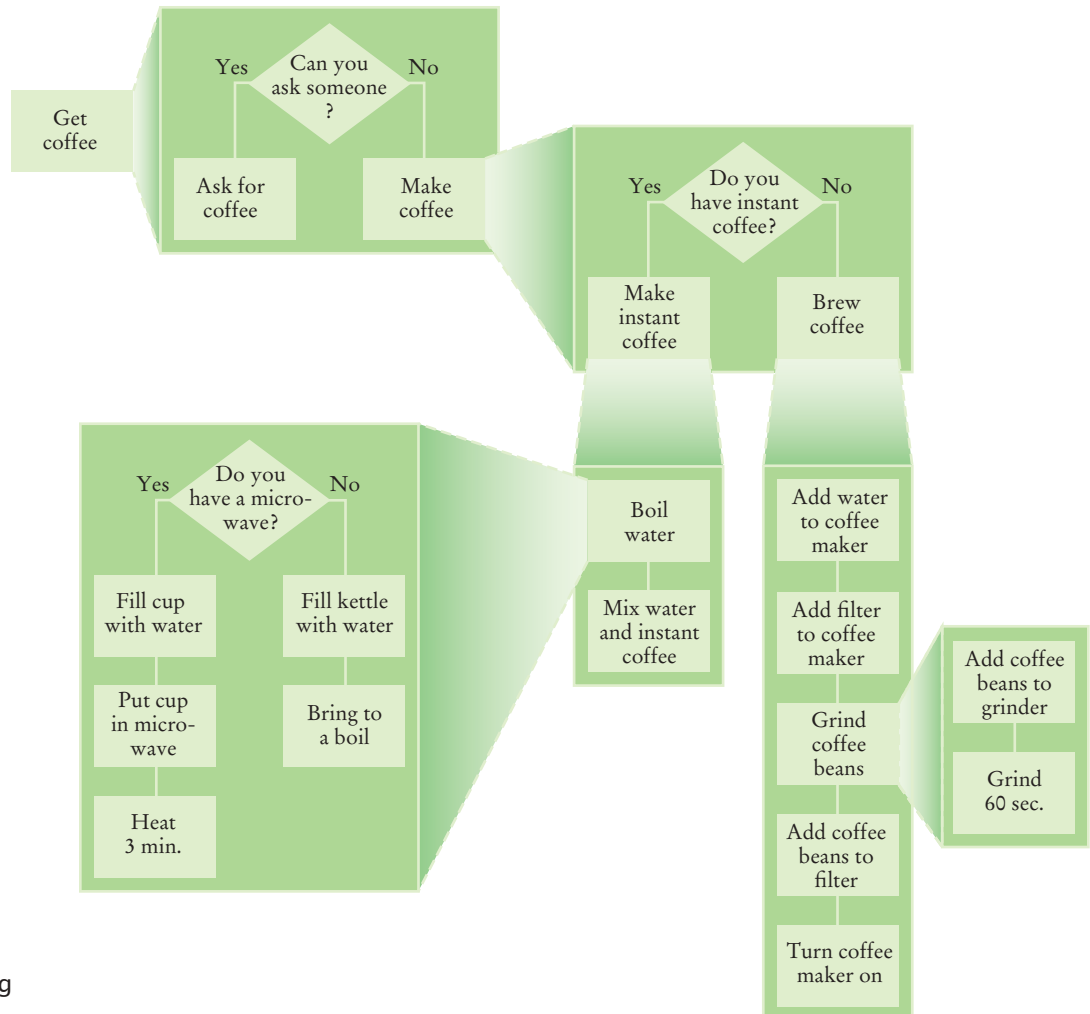 Get
coffee
Yes
Can you
ask someone
?
No
Ask for
coffee
Make
coffee
Yes
Do you
have instant
coffee?
No
Make
instant
coffee
Brew
coffee
Yes
Do you
have a micro-
wave?
No
Fill cup
with water
Put cup
in micro-
wave
Heat
3 min.
Fill kettle
with water
Bring to
a boil
Boil
water
Mix water
and instant
coffee
Add water
to coffee
maker
Add filter
to coffee
maker
Grind
coffee
beans
Add coffee
beans to
filter
Turn coffee
maker on
Add coffee
beans to
grinder
Grind
60 sec.
g